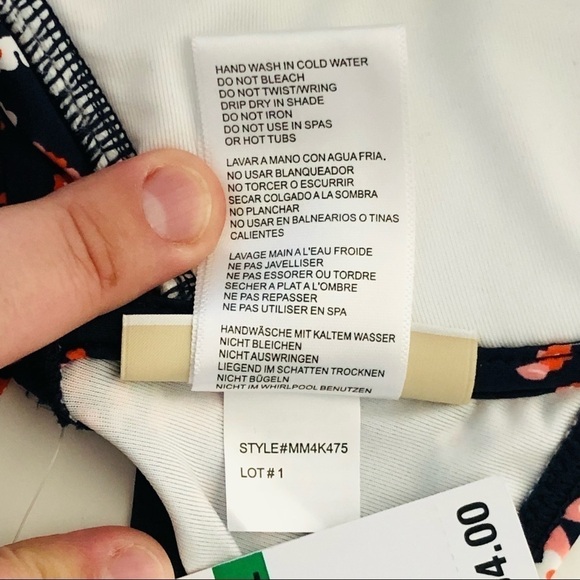 HAND WASH IN COLD WATER
DO NOT BLEACH
DO NOT TWIST/WRING
DRIP DRY IN SHADE
DO NOT IRON
DO NOT USE IN SPAS
OR HOT TUBS
LAVAR A MANO CON AGUA FRIA.
NO USAR BLANQUEADOR
NO TORCER O ESCURRIR
SECAR COLGADO A LA SOMBRA
NO PLANCHAR
NO USAR EN BALNEARIOS O TINAS
CALIENTES
LAVAGE MAIN A L'EAU FROIDE
NE PAS JAVELLISER
NE PAS ESSORER OU TORDRE
SECHER A PLAT A L'OMBRE
NE PAS REPASSER
NE PAS UTILISER EN SPA
HANDWÄSCHE MIT KALTEM WASSER
NICHT BLEICHEN
NICHT AUSWRINGEN
LIEGEND IM SCHATTEN TROCKNEN
NICHT BÜGELN
NICHT IM WHIRLPOOL BENUTZEN
STYLE#MM4K475
LOT # 1
4.00